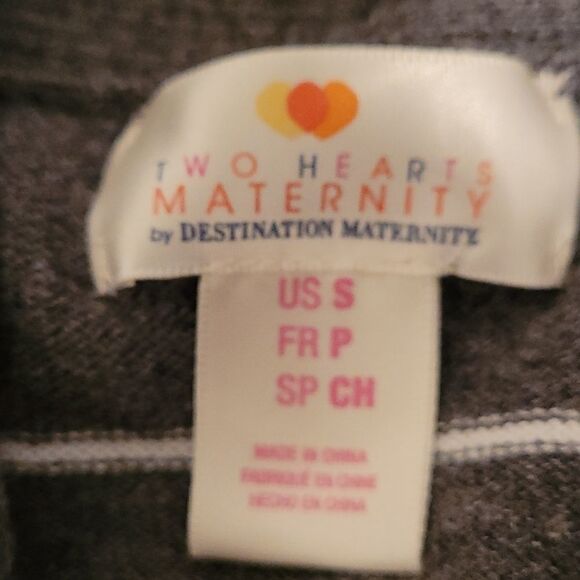 TWO HEARTS
MATERNITY
by DESTINATION MATERNITY
US S
FR P
SP CH
MADE IN CHINA
FABRIQUÉ EN CHINE
HECHO EN CHINA